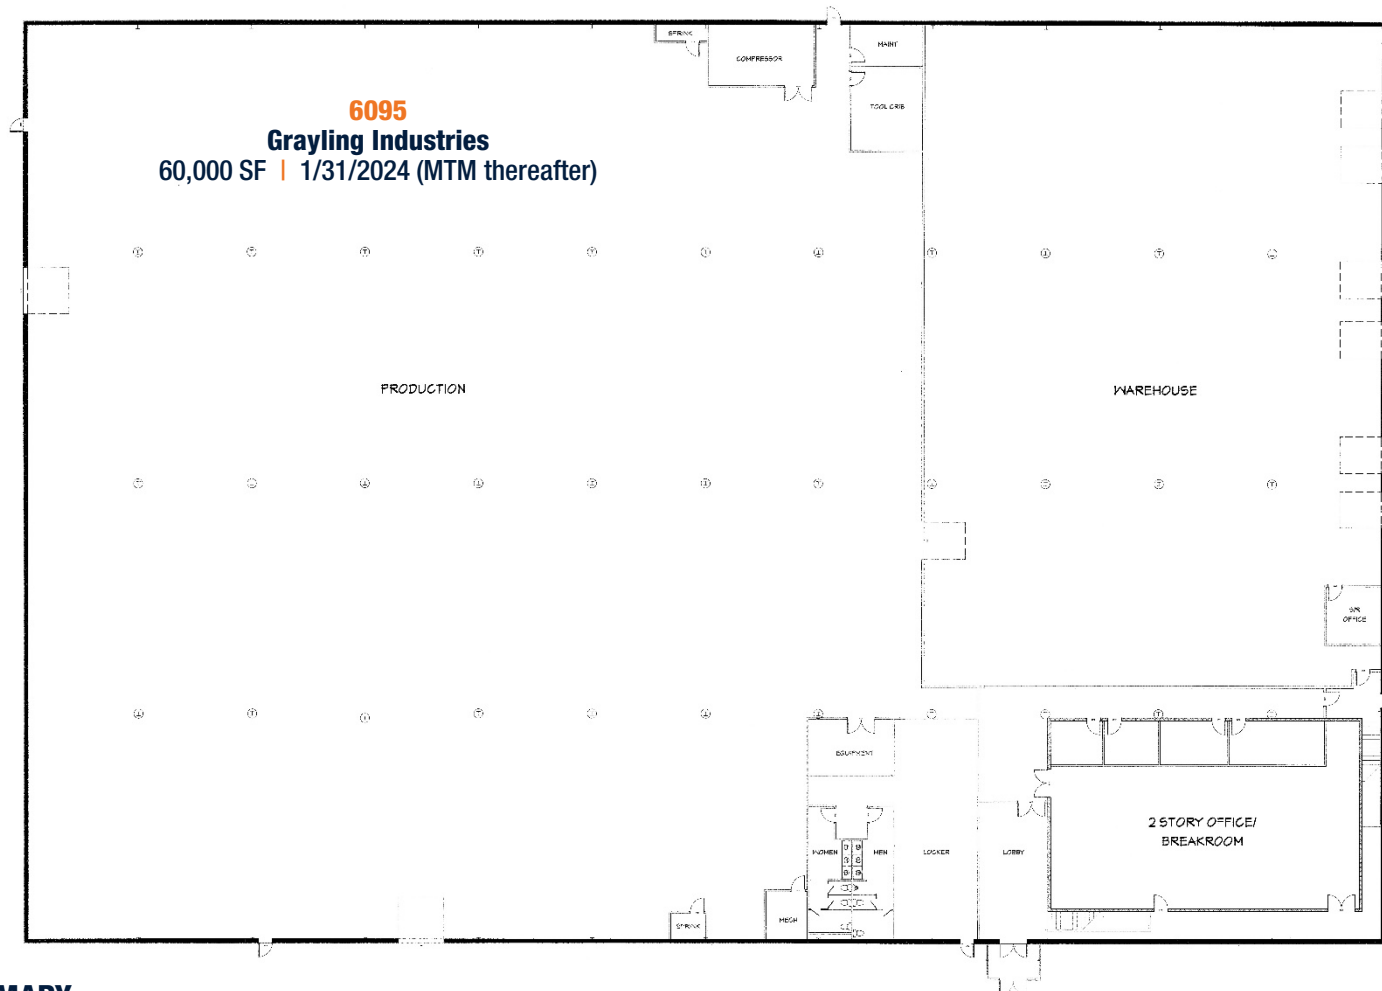 SPRINK
COMPRESSOR
MAINT
TOOL CRIB
6095
Grayling Industries
60,000 SF | 1/31/2024 (MTM thereafter)
PRODUCTION
WAREHOUSE
S/R
OFFICE
EQUIPMENT
2 STORY OFFICE/
BREAKROOM
WOMEN
MEN
LOCKER
LOBBY
MECH
SPRINK
MARY